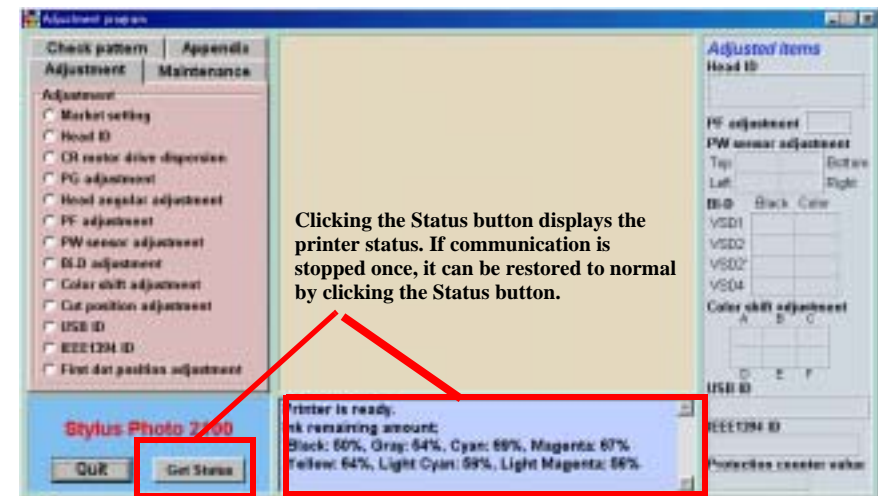 Adjustment program
Check pattern
Appendix
Adjustment
Maintenance
Adjustment
Market setting
Head ID
CR motor drive dispersion
PG adjustment
Head angular adjustment
PF adjustment
PW sensor adjustment
Bi-D adjustment
Color shift adjustment
Cut position adjustment
USB ID
IEEE1394 ID
First dot position adjustment
Clicking the Status button displays the
printer status. If communication is
stopped once, it can be restored to normal
by clicking the Status button.
Adjusted items
Head ID
PF adjustment
PW sensor adjustment
Top
Bottom
Left
Right
Bi-D Black Color
VSD1
VSD2
VSD2'
VSD4
Color shift adjustment
A B C
D E F
USB ID
IEEE1394 ID
Protection counter value
Stylus Photo
Quit
Get Status
Printer is ready.
Ink remaining amount;
Black: 60%, Gray: 64%, Cyan: 69%, Magenta: 67%
Yellow: 64%, Light Cyan: 59%, Light Magenta: 56%